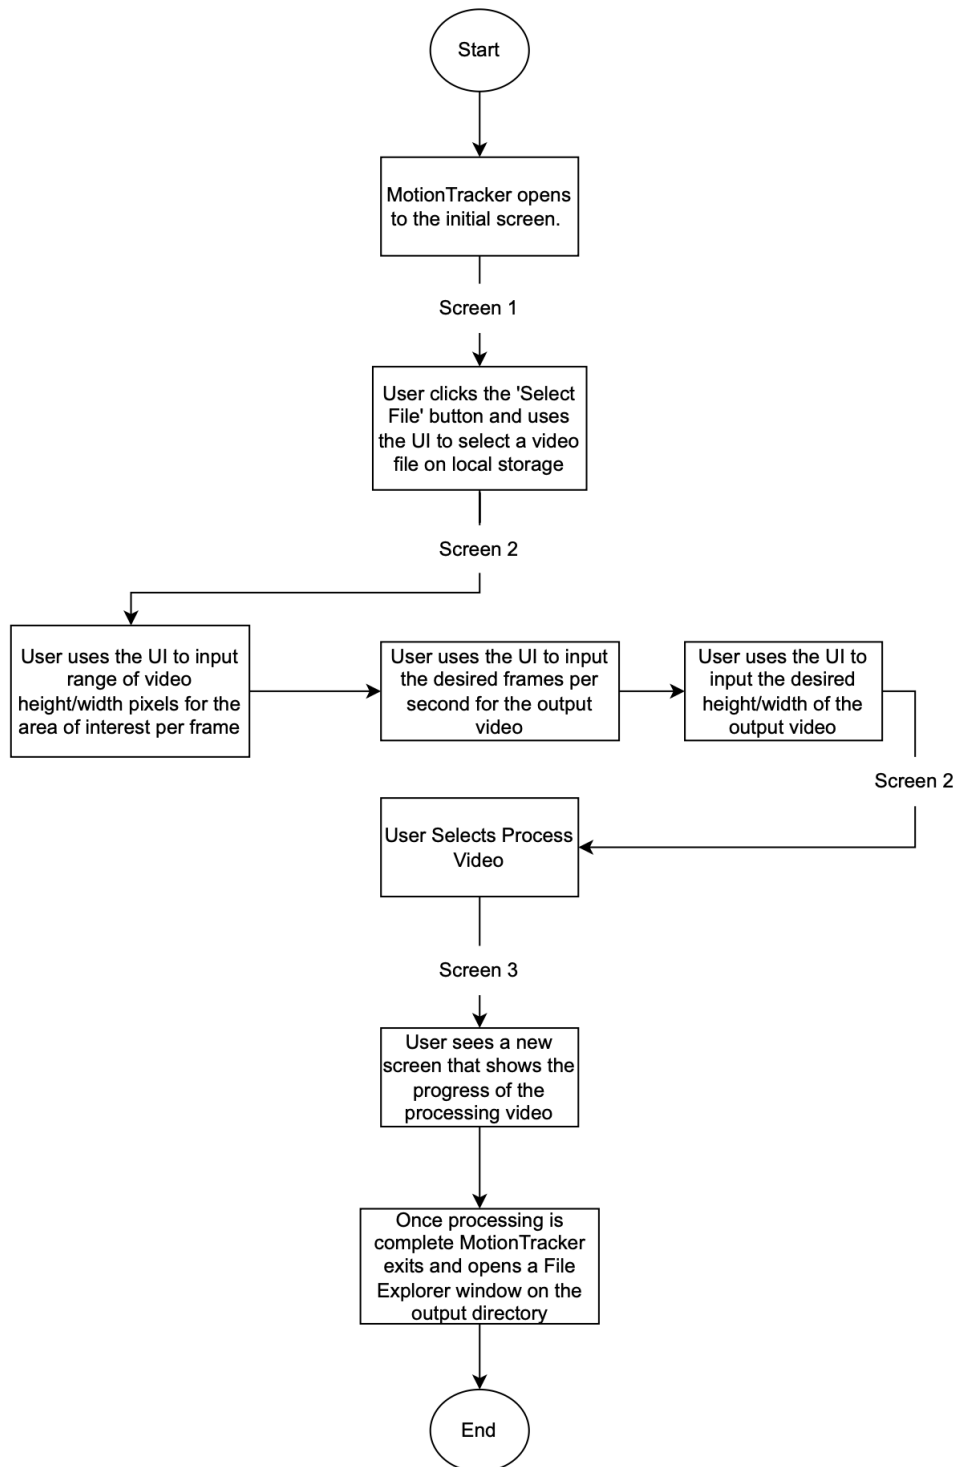 Start
MotionTracker opens
to the initial screen.
Screen 1
User clicks the 'Select
File' button and uses
the UI to select a video
file on local storage
Screen 2
User uses the UI to input
range of video
height/width pixels for the
area of interest per frame
User uses the UI to input
the desired frames per
second for the output
video
User uses the UI to
input the desired
height/width of the
output video
Screen 2
User Selects Process
Video
Screen 3
User sees a new
screen that shows the
progress of the
processing video
Once processing is
complete MotionTracker
exits and opens a File
Explorer window on the
output directory
End